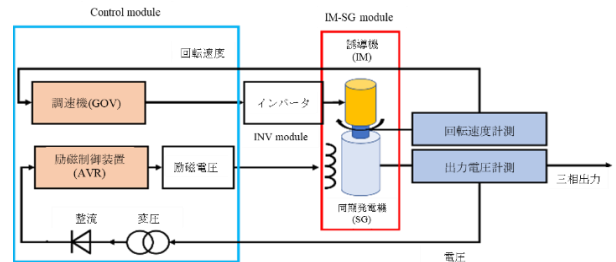 Control module
IM-SG module
回転速度
誘導機
(IM)
調速機(GOV)
インバータ
回転速度計測
INV module
励磁制御装置
(AVR)
励磁電圧
出力電圧計測
三相出力
同期発電機
(SG)
整流
変圧
電圧